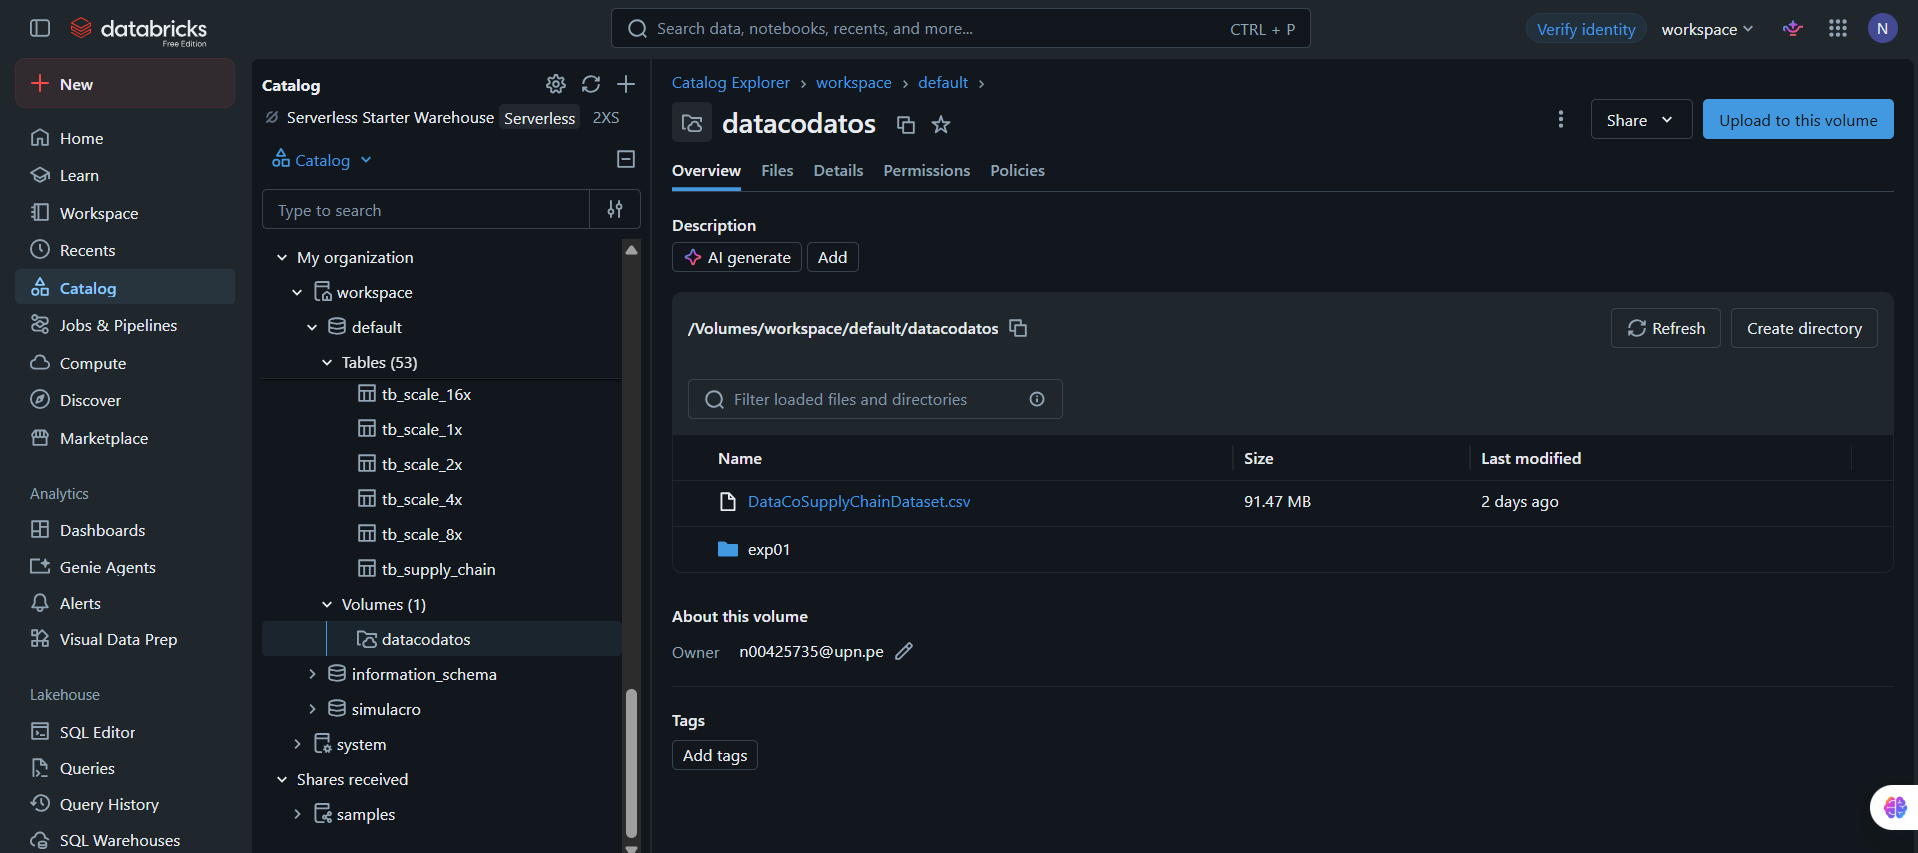 databricks
Free Edition
Search data, notebooks, recents, and more...
CTRL + P
Verify identity
workspace
N
New
Home
Learn
Workspace
Recents
Catalog
Jobs & Pipelines
Compute
Discover
Marketplace
Analytics
Dashboards
Genie Agents
Alerts
Visual Data Prep
Lakehouse
SQL Editor
Queries
Query History
SQL Warehouses
Catalog
Serverless Starter Warehouse Serverless 2XS
Catalog
Type to search
My organization
workspace
default
Tables (53)
tb_scale_16x
tb_scale_1x
tb_scale_2x
tb_scale_4x
tb_scale_8x
tb_supply_chain
Volumes (1)
datacodatos
information_schema
simulacro
system
Shares received
samples
Catalog Explorer › workspace › default ›
datacodatos
Share
Upload to this volume
Overview Files Details Permissions Policies
Description
AI generate Add
/Volumes/workspace/default/datacodatos
Refresh Create directory
Filter loaded files and directories
Name Size Last modified
DataCoSupplyChainDataset.csv 91.47 MB 2 days ago
exp01
About this volume
Owner n00425735@upn.pe
Tags
Add tags